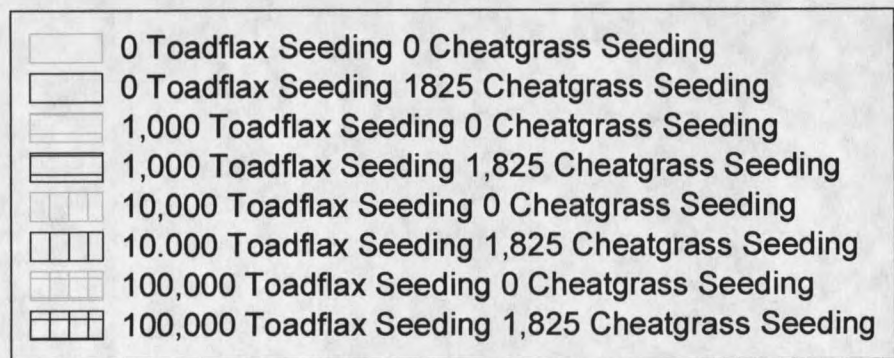 0 Toadflax Seeding 0 Cheatgrass Seeding
0 Toadflax Seeding 1825 Cheatgrass Seeding
1,000 Toadflax Seeding 0 Cheatgrass Seeding
1,000 Toadflax Seeding 1,825 Cheatgrass Seeding
10,000 Toadflax Seeding 0 Cheatgrass Seeding
10.000 Toadflax Seeding 1,825 Cheatgrass Seeding
100,000 Toadflax Seeding 0 Cheatgrass Seeding
100,000 Toadflax Seeding 1,825 Cheatgrass Seeding